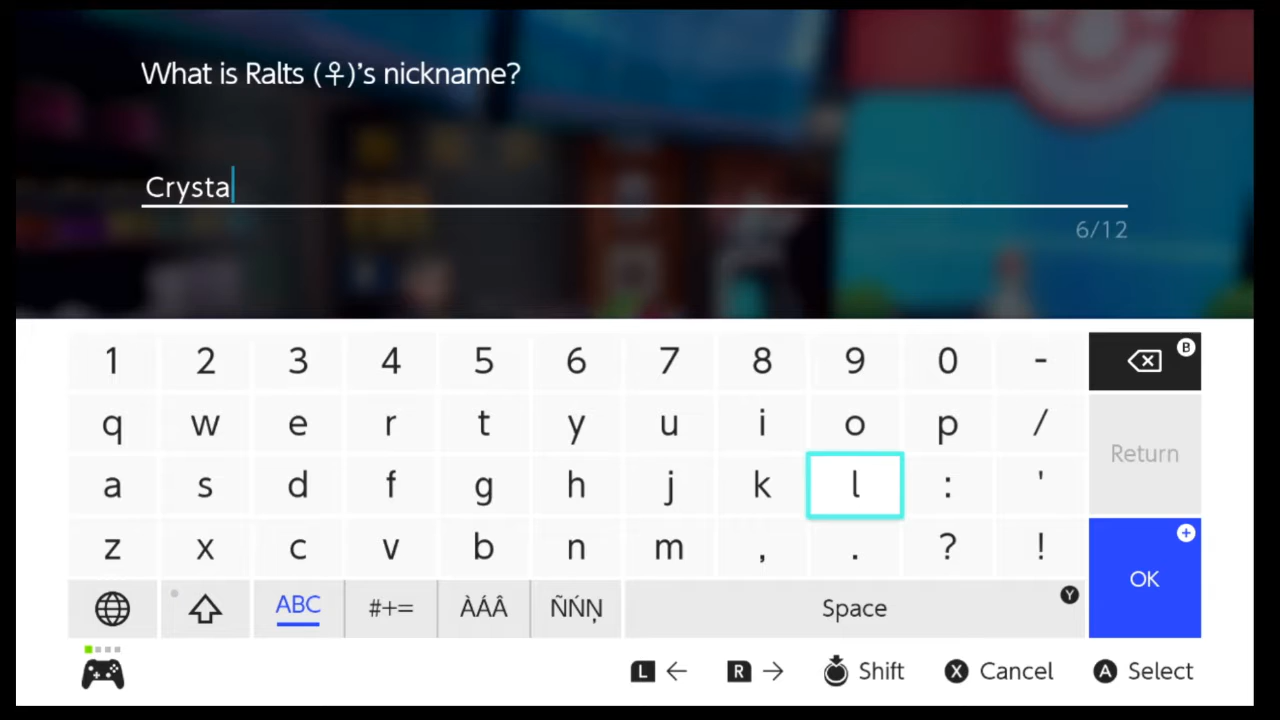 What is Ralts (♀)'s nickname?
Crysta
6/12
1 2 3 4 5 6 7 8 9 0 - B
q w e r t y u i o p / Return
a s d f g h j k l : '
z x c v b n m , . ? ! + OK
ABC #+= ÀÁÂ ÑŃŅ Space Y
L ← R → Shift X Cancel A Select